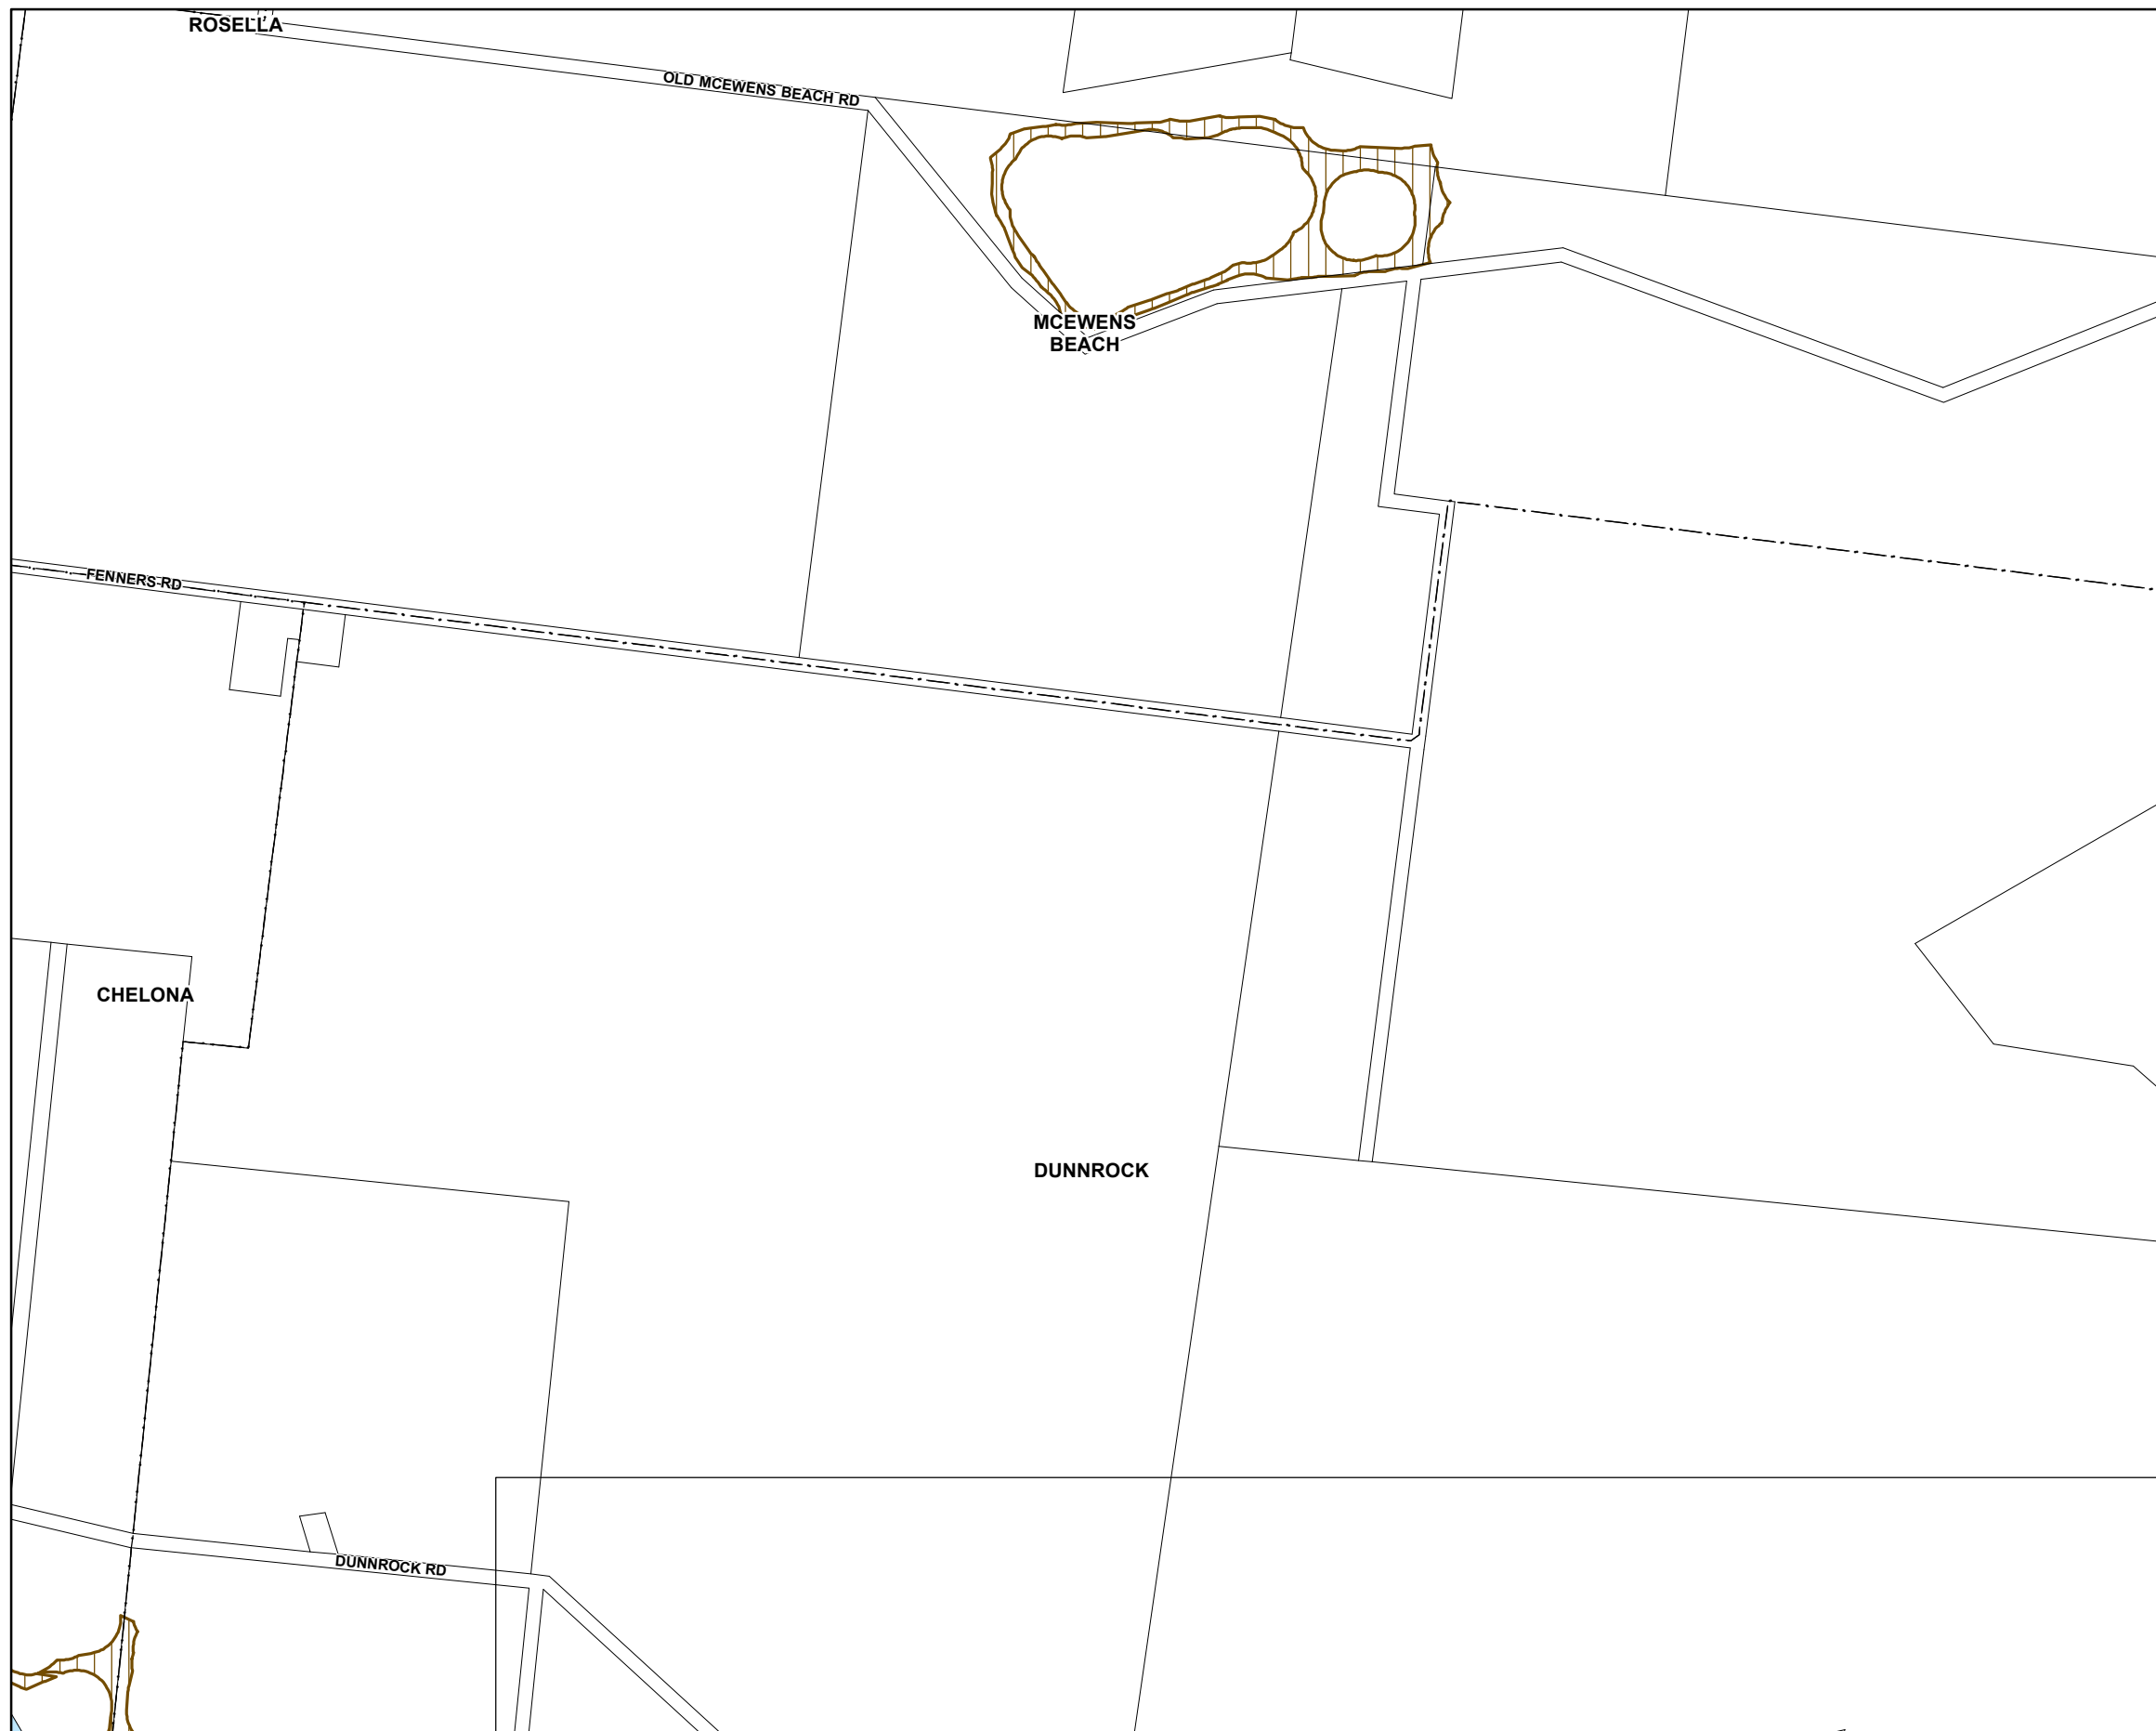 ROSELLA
OLD MCEWENS BEACH RD
MCEWENS
BEACH
FENNERS RD
CHELONA
DUNNROCK
DUNNROCK RD